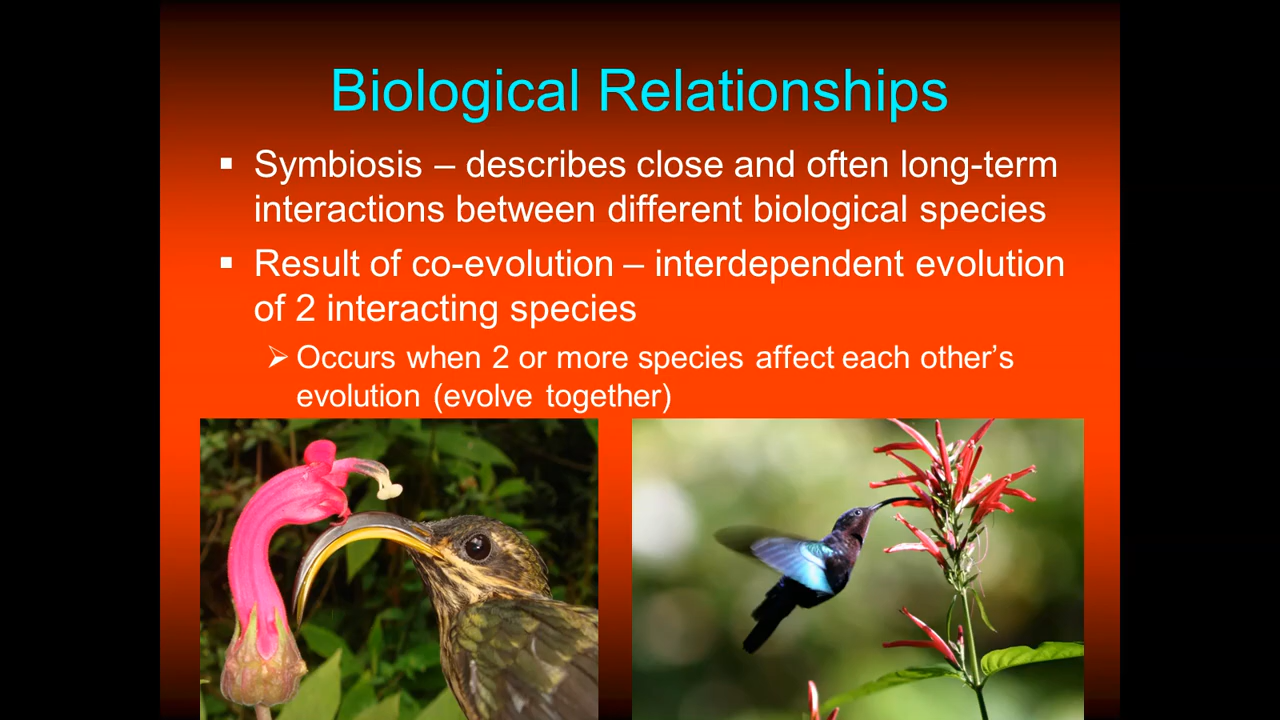 Biological Relationships
▪ Symbiosis – describes close and often long-term
interactions between different biological species
▪ Result of co-evolution – interdependent evolution
of 2 interacting species
➢ Occurs when 2 or more species affect each other’s
evolution (evolve together)